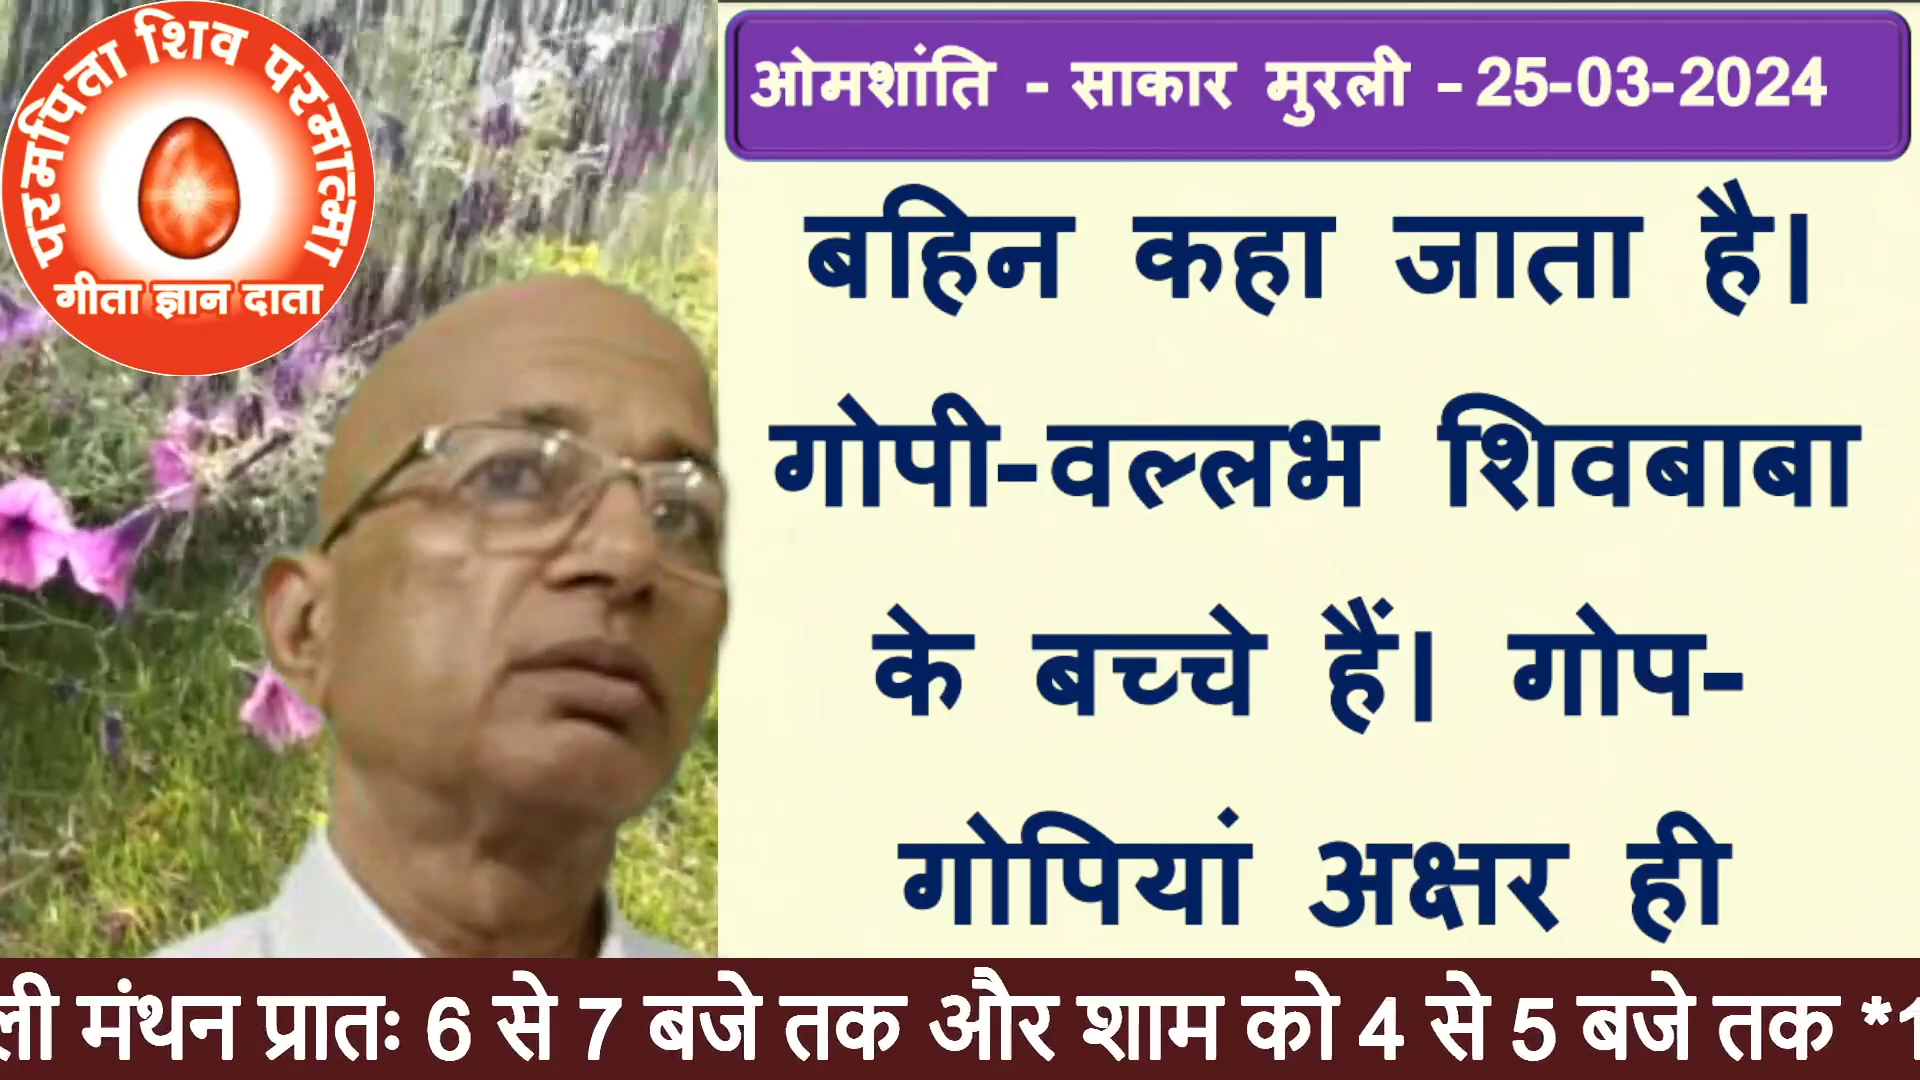 परमपिता शिव परमात्मा
गीता ज्ञान दाता
ओमशांति - साकार मुरली - 25-03-2024
बहिन कहा जाता है।
गोपी-वल्लभ शिवबाबा
के बच्चे हैं। गोप-
गोपियां अक्षर ही
ली मंथन प्रातः 6 से 7 बजे तक और शाम को 4 से 5 बजे तक *1